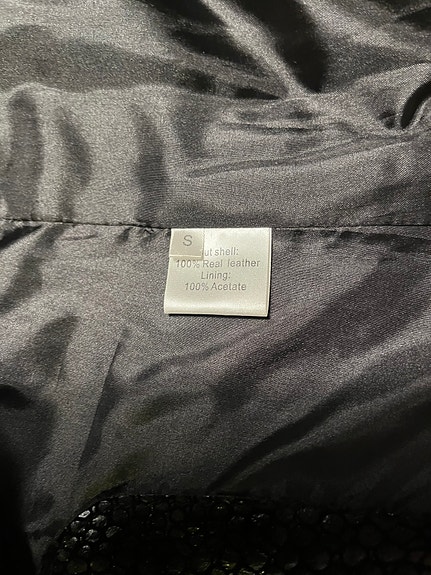 S
ut shell:
100% Real leather
Lining:
100% Acetate